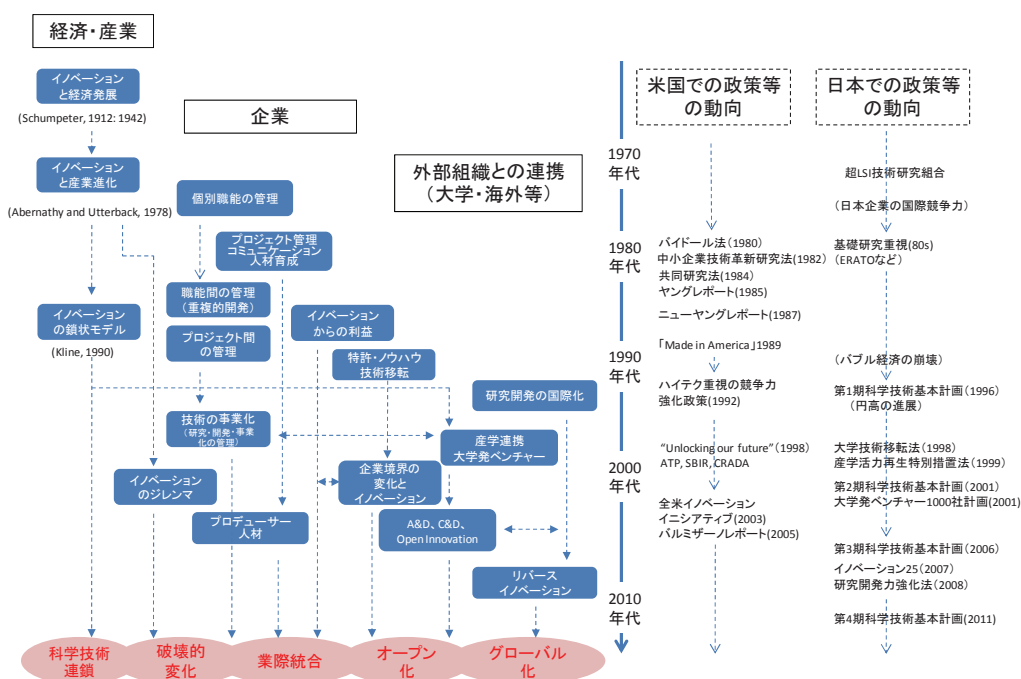 経済・産業
イノベーション
と経済発展
(Schumpeter, 1912: 1942)
イノベーション
と産業進化
(Abernathy and Utterback, 1978)
イノベーション
の鎖状モデル
(Kline, 1990)
企業
個別職能の管理
プロジェクト管理
コミュニケーション
人材育成
職能間の管理
（重複的開発）
プロジェクト間
の管理
イノベーション
からの利益
特許・ノウハウ
技術移転
技術の事業化
（研究・開発・事業
化の管理）
イノベーション
のジレンマ
プロデューサー
人材
外部組織との連携
（大学・海外等）
研究開発の国際化
産学連携
大学発ベンチャー
企業境界の
変化と
イノベーション
A&D、C&D、
Open Innovation
リバース
イノベーション
科学技術
連鎖
破壊的
変化
業際統合
オープン
化
グローバル
化
1970
年代
1980
年代
1990
年代
2000
年代
2010
年代
米国での政策等
の動向
バイドール法（1980）
中小企業技術革新研究法(1982)
共同研究法(1984)
ヤングレポート(1985)
ニューヤングレポート(1987)
「Made in America」1989
ハイテク重視の競争力
強化政策(1992)
“Unlocking our future”(1998)
ATP, SBIR, CRADA
全米イノベーション
イニシアティブ(2003)
パルミザーノレポート(2005)
日本での政策等
の動向
超LSI技術研究組合
（日本企業の国際競争力）
基礎研究重視(80s)
（ERATOなど）
（バブル経済の崩壊）
第1期科学技術基本計画(1996)
（円高の進展）
大学技術移転法(1998)
産学活力再生特別措置法(1999)
第2期科学技術基本計画(2001)
大学発ベンチャー1000社計画(2001)
第3期科学技術基本計画(2006)
イノベーション25(2007)
研究開発力強化法(2008)
第4期科学技術基本計画(2011)